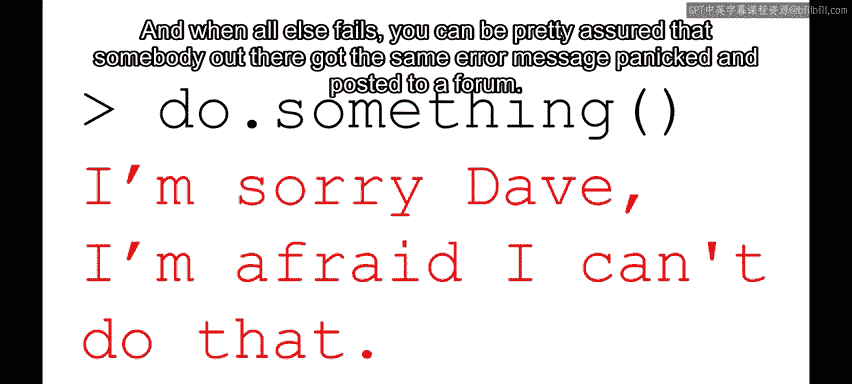 GPT中英字幕课程资源@bilibili.com
And when all else fails, you can be pretty assured that
somebody out there got the same error message panicked and
posted to a forum.
> do.something()
I’m sorry Dave,
I’m afraid I can't
do that.